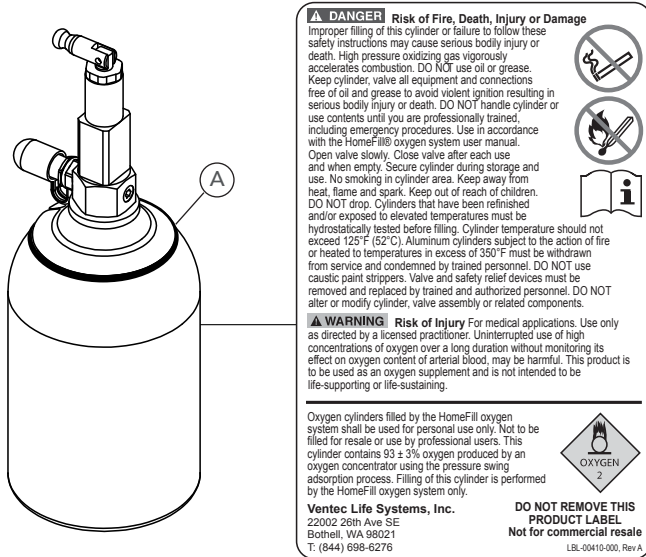 A
DANGER Risk of Fire, Death, Injury or Damage
Improper filling of this cylinder or failure to follow these
safety instructions may cause serious bodily injury or
death. High pressure oxidizing gas vigorously
accelerates combustion. DO NOT use oil or grease.
Keep cylinder, valve all equipment and connections
free of oil and grease to avoid violent ignition resulting in
serious bodily injury or death. DO NOT handle cylinder or
use contents until you are professionally trained,
including emergency procedures. Use in accordance
with the HomeFill® oxygen system user manual.
Open valve slowly. Close valve after each use
and when empty. Secure cylinder during storage and
use. No smoking in cylinder area. Keep away from
heat, flame and spark. Keep out of reach of children.
DO NOT drop. Cylinders that have been refinished
and/or exposed to elevated temperatures must be
hydrostatically tested before filling. Cylinder temperature should not
exceed 125°F (52°C). Aluminum cylinders subject to the action of fire
or heated to temperatures in excess of 350°F must be withdrawn
from service and condemned by trained personnel. DO NOT use
caustic paint strippers. Valve and safety relief devices must be
removed and replaced by trained and authorized personnel. DO NOT
alter or modify cylinder, valve assembly or related components.
WARNING Risk of Injury For medical applications. Use only
as directed by a licensed practitioner. Uninterrupted use of high
concentrations of oxygen over a long duration without monitoring its
effect on oxygen content of arterial blood, may be harmful. This product is
to be used as an oxygen supplement and is not intended to be
life-supporting or life-sustaining.
Oxygen cylinders filled by the HomeFill oxygen
system shall be used for personal use only. Not to be
filled for resale or use by professional users. This
cylinder contains 93 ± 3% oxygen produced by an
oxygen concentrator using the pressure swing
adsorption process. Filling of this cylinder is performed
by the HomeFill oxygen system only.
OXYGEN
2
Ventec Life Systems, Inc.
22002 26th Ave SE
Bothell, WA 98021
T: (844) 698-6276
DO NOT REMOVE THIS
PRODUCT LABEL
Not for commercial resale
LBL-00410-000, Rev A